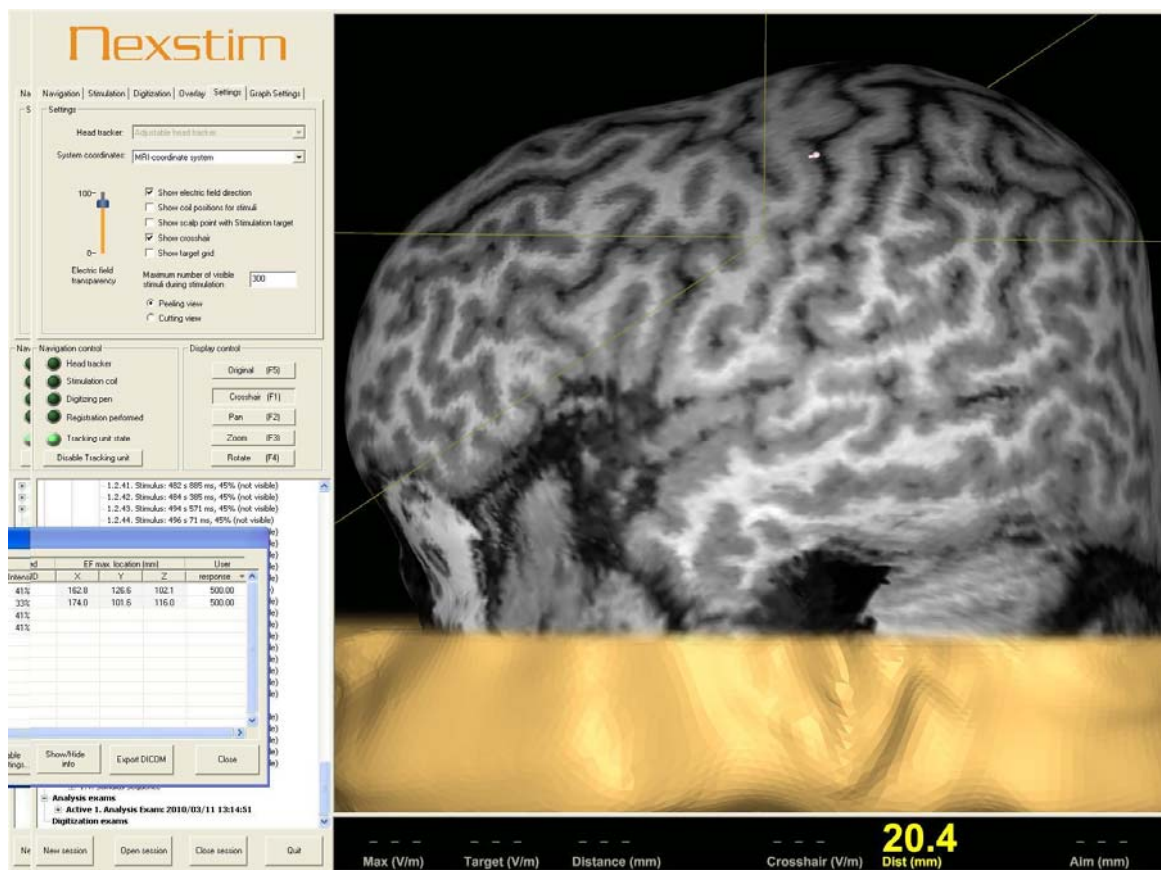 nexstim
Na Navigation Stimulation Digitization Overlay Settings Graph Settings
S Settings
Head tracker: Adjustable head tracker
System coordinates: MRI-coordinate system
100-
0-
Electric field
transparency
Show electric field direction
Show coil positions for stimuli
Show scalp point with Stimulation target
Show crosshair
Show target grid
Maximum number of visible
stimuli during stimulation
300
Peeling view
Cutting view
Nav Navigation control
Head tracker
Stimulation coil
Digitizing pen
Registration performed
Tracking unit state
Disable Tracking unit
Display control
Original (F5)
Crosshair (F1)
Pan (F2)
Zoom (F3)
Rotate (F4)
1.2.41. Stimulus: 482 s 885 ms, 45% (not visible)
1.2.42. Stimulus: 484 s 385 ms, 45% (not visible)
1.2.43. Stimulus: 494 s 571 ms, 45% (not visible)
1.2.44. Stimulus: 496 s 71 ms, 45% (not visible)
EF max. location (mm) User
X Y Z response
41% 162.8 126.6 102.1 500.00
33% 174.0 101.6 116.0 500.00
41%
41%
Show/Hide
info
Export DICOM
Close
Analysis exams
Active 1. Analysis Exam: 2010/03/11 13:14:51
Digitization exams
Ne New session Open session Close session Quit
20.4
Max (V/m) Target (V/m) Distance (mm) Crosshair (V/m) Dist (mm) Aim (mm)